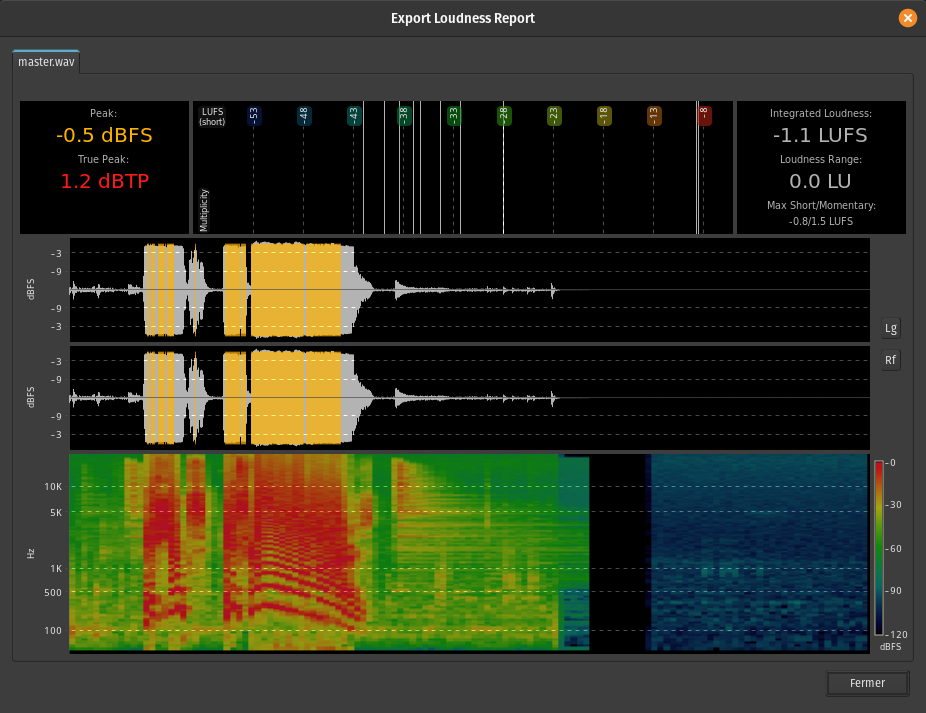 Export Loudness Report
master.wav
Peak:
-0.5 dBFS
True Peak:
1.2 dBTP
LUFS
(short)
-53
-48
-43
-38
-33
-28
-23
-18
-13
-8
Multiplicity
Integrated Loudness:
-1.1 LUFS
Loudness Range:
0.0 LU
Max Short/Momentary:
-0.8/1.5 LUFS
dBFS
-3
-9
-9
-3
Lg
dBFS
-3
-9
-9
-3
Rf
Hz
10K
5K
1K
500
100
-0
-30
-60
-90
-120
dBFS
Fermer